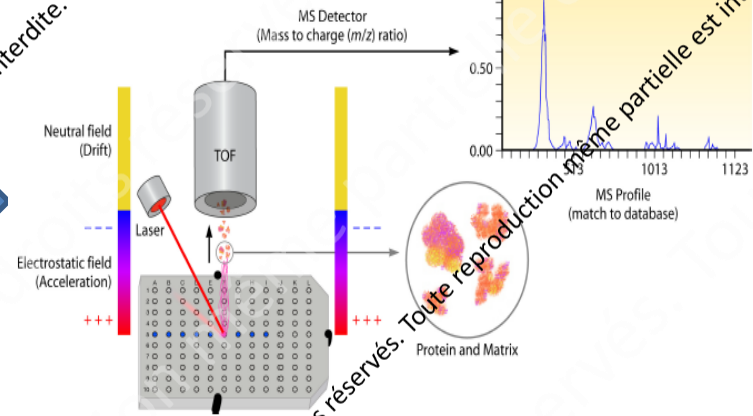 MS Detector
(Mass to charge (m/z) ratio)
0.50
0.00
1013
1123
MS Profile
(match to database)
Neutral field
(Drift)
TOF
Laser
Electrostatic field
(Acceleration)
+++
+++
Protein and Matrix
interdite.
s réservés. Toute reproduction même partielle est in